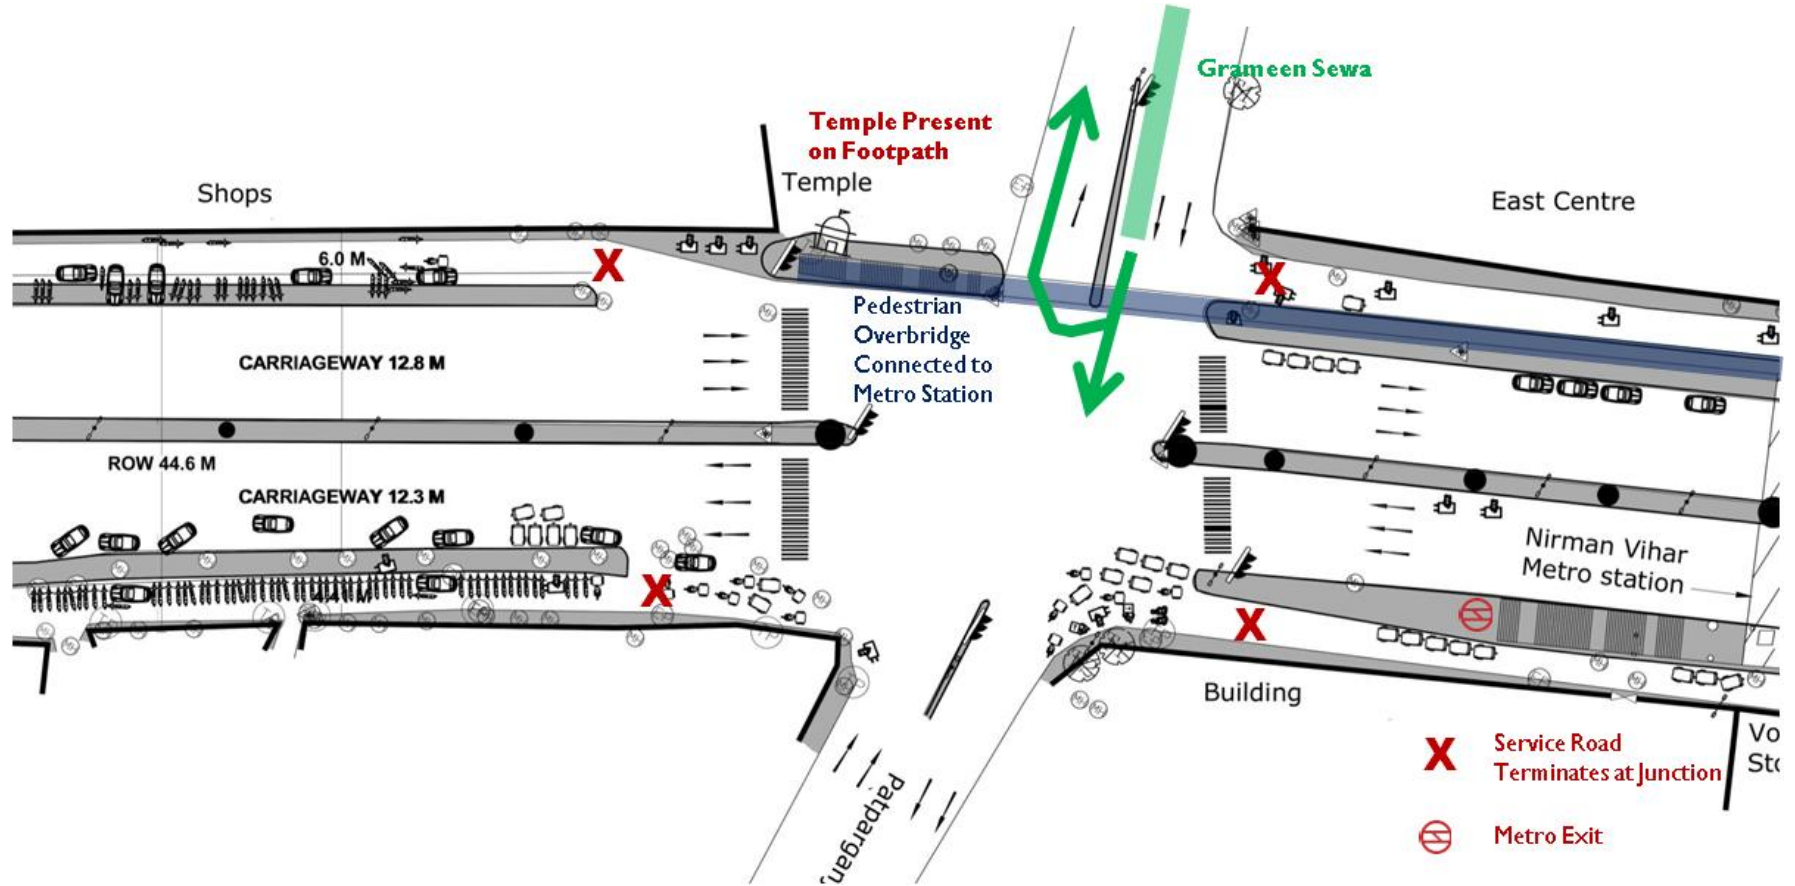 Grameen Sewa
Temple Present
on Footpath
Temple
Shops
East Centre
6.0 M
Pedestrian
Overbridge
Connected to
Metro Station
CARRIAGEWAY 12.8 M
ROW 44.6 M
CARRIAGEWAY 12.3 M
Nirman Vihar
Metro station
Building
Patparganj
X Service Road
Terminates at Junction
Metro Exit